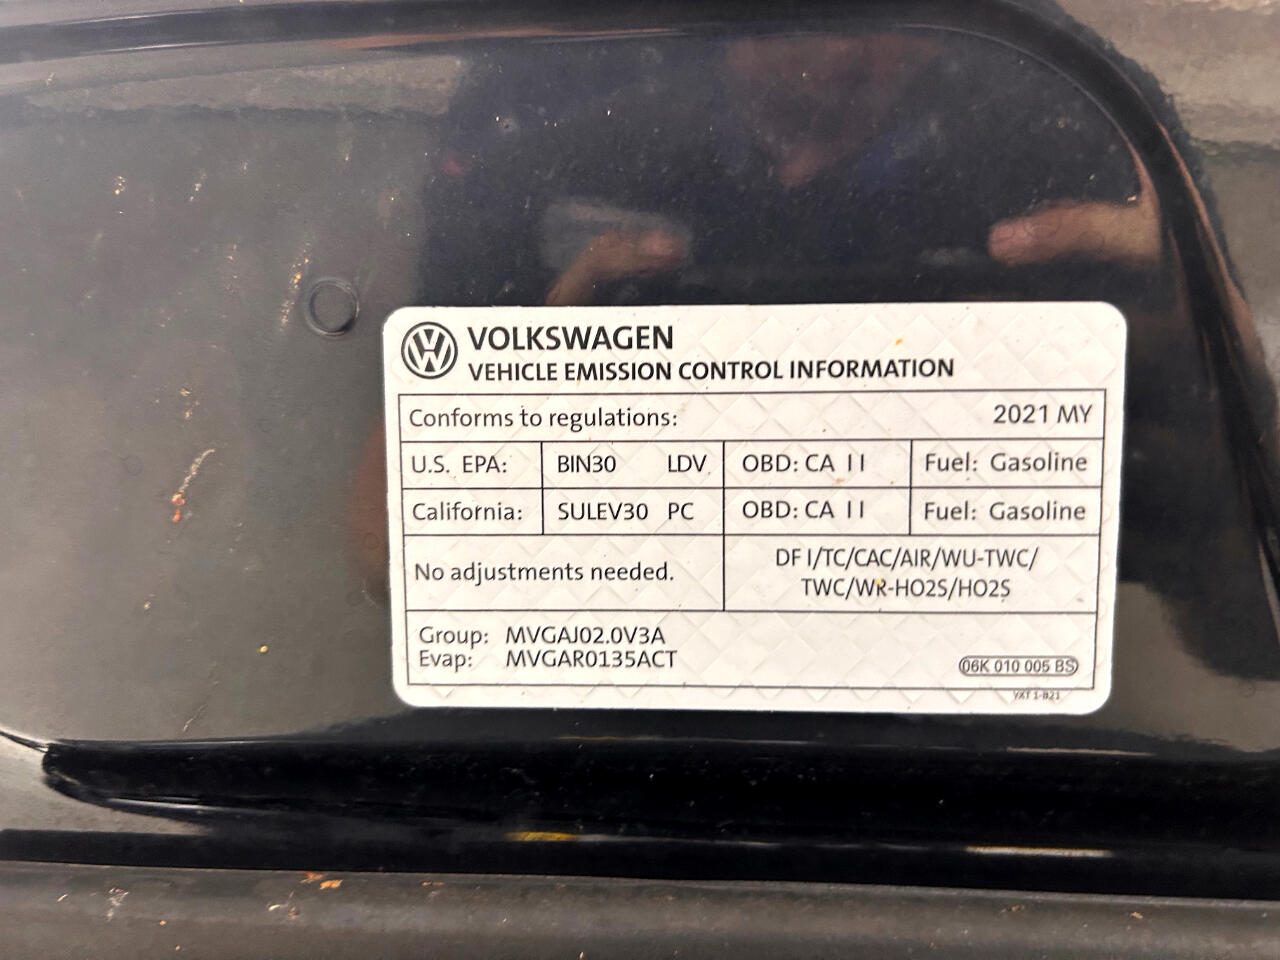 VOLKSWAGEN
VEHICLE EMISSION CONTROL INFORMATION
Conforms to regulations: 2021 MY
U.S. EPA: BIN30 LDV OBD: CA II Fuel: Gasoline
California: SULEV30 PC OBD: CA II Fuel: Gasoline
No adjustments needed.
DFI/TC/CAC/AIR/WU-TWC/
TWC/WR-HO2S/HO2S
Group: MVGAJ02.0V3A
Evap: MVGAR0135ACT
06K 010 005 BS